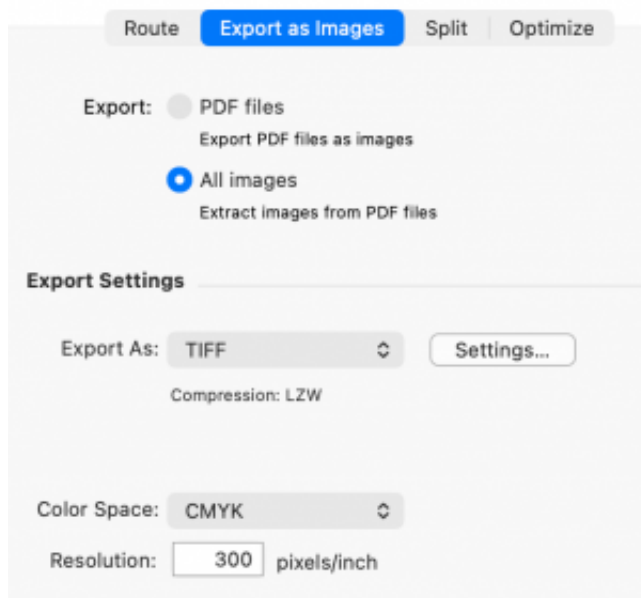 Route Export as Images Split Optimize
Export: PDF files
Export PDF files as images
All images
Extract images from PDF files
Export Settings
Export As: TIFF Settings...
Compression: LZW
Color Space: CMYK
Resolution: 300 pixels/inch